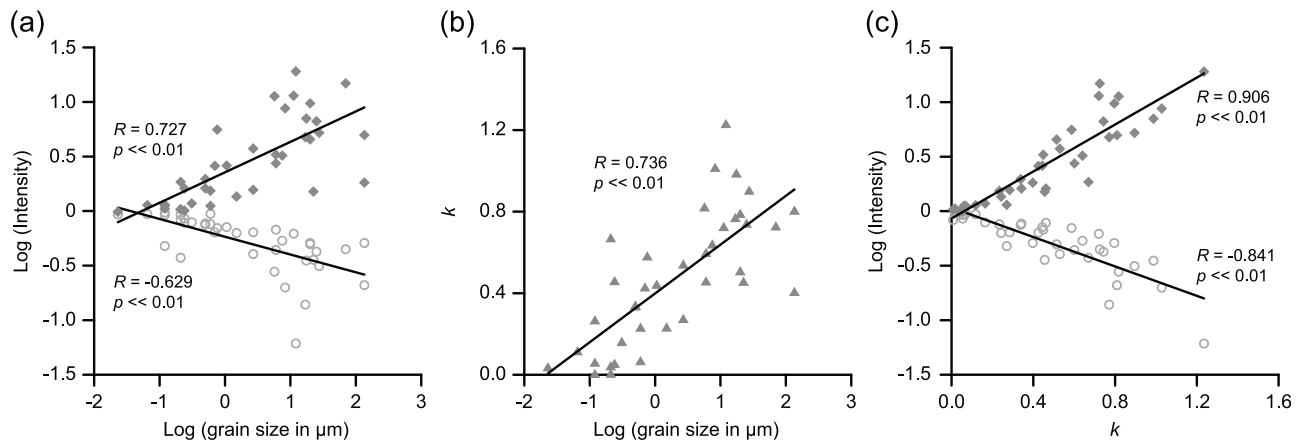 (a)
1.5
1.0
0.5
0
-0.5
-1.0
-1.5
Log (Intensity)
R = 0.727
p << 0.01
R = -0.629
p << 0.01
-2
-1
0
1
2
3
Log (grain size in µm)
(b)
1.6
1.2
0.8
0.4
0.0
k
R = 0.736
p << 0.01
-2
-1
0
1
2
3
Log (grain size in µm)
(c)
1.5
1.0
0.5
0
-0.5
-1.0
-1.5
Log (Intensity)
R = 0.906
p << 0.01
R = -0.841
p << 0.01
0.0
0.4
0.8
1.2
1.6
k